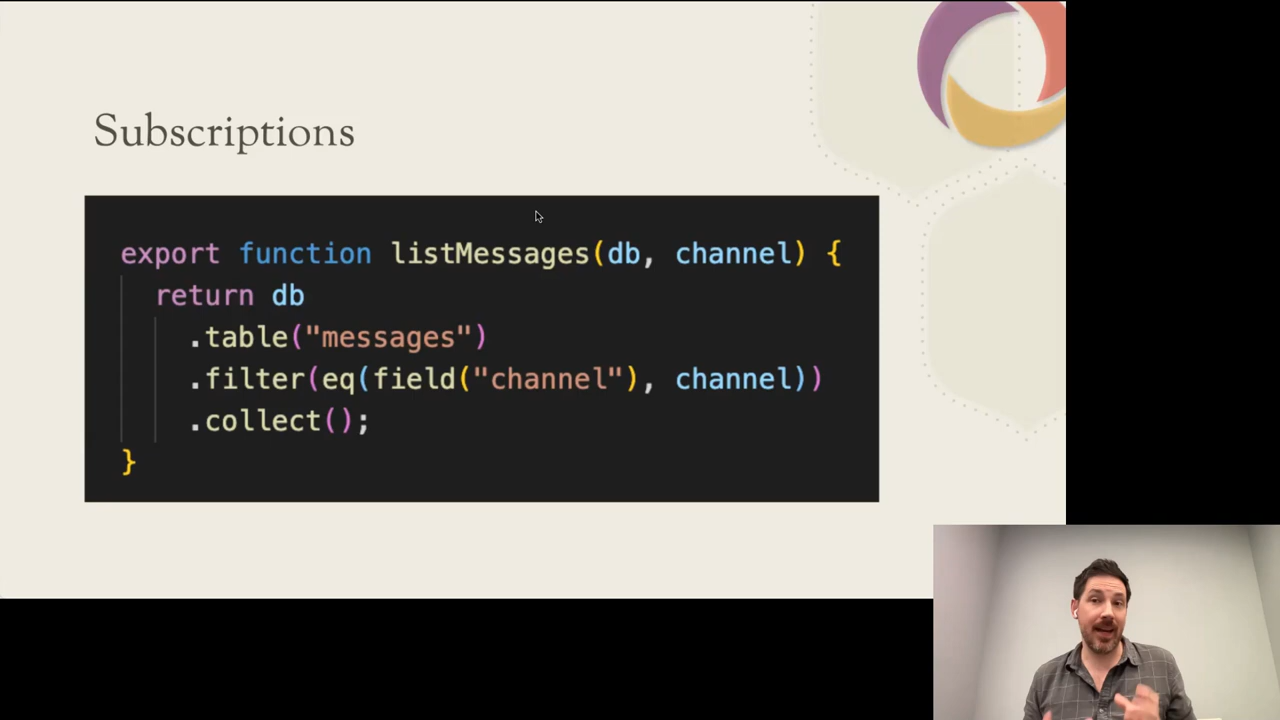 Subscriptions
export function listMessages(db, channel) {
return db
.table("messages")
.filter(eq(field("channel"), channel))
.collect();
}